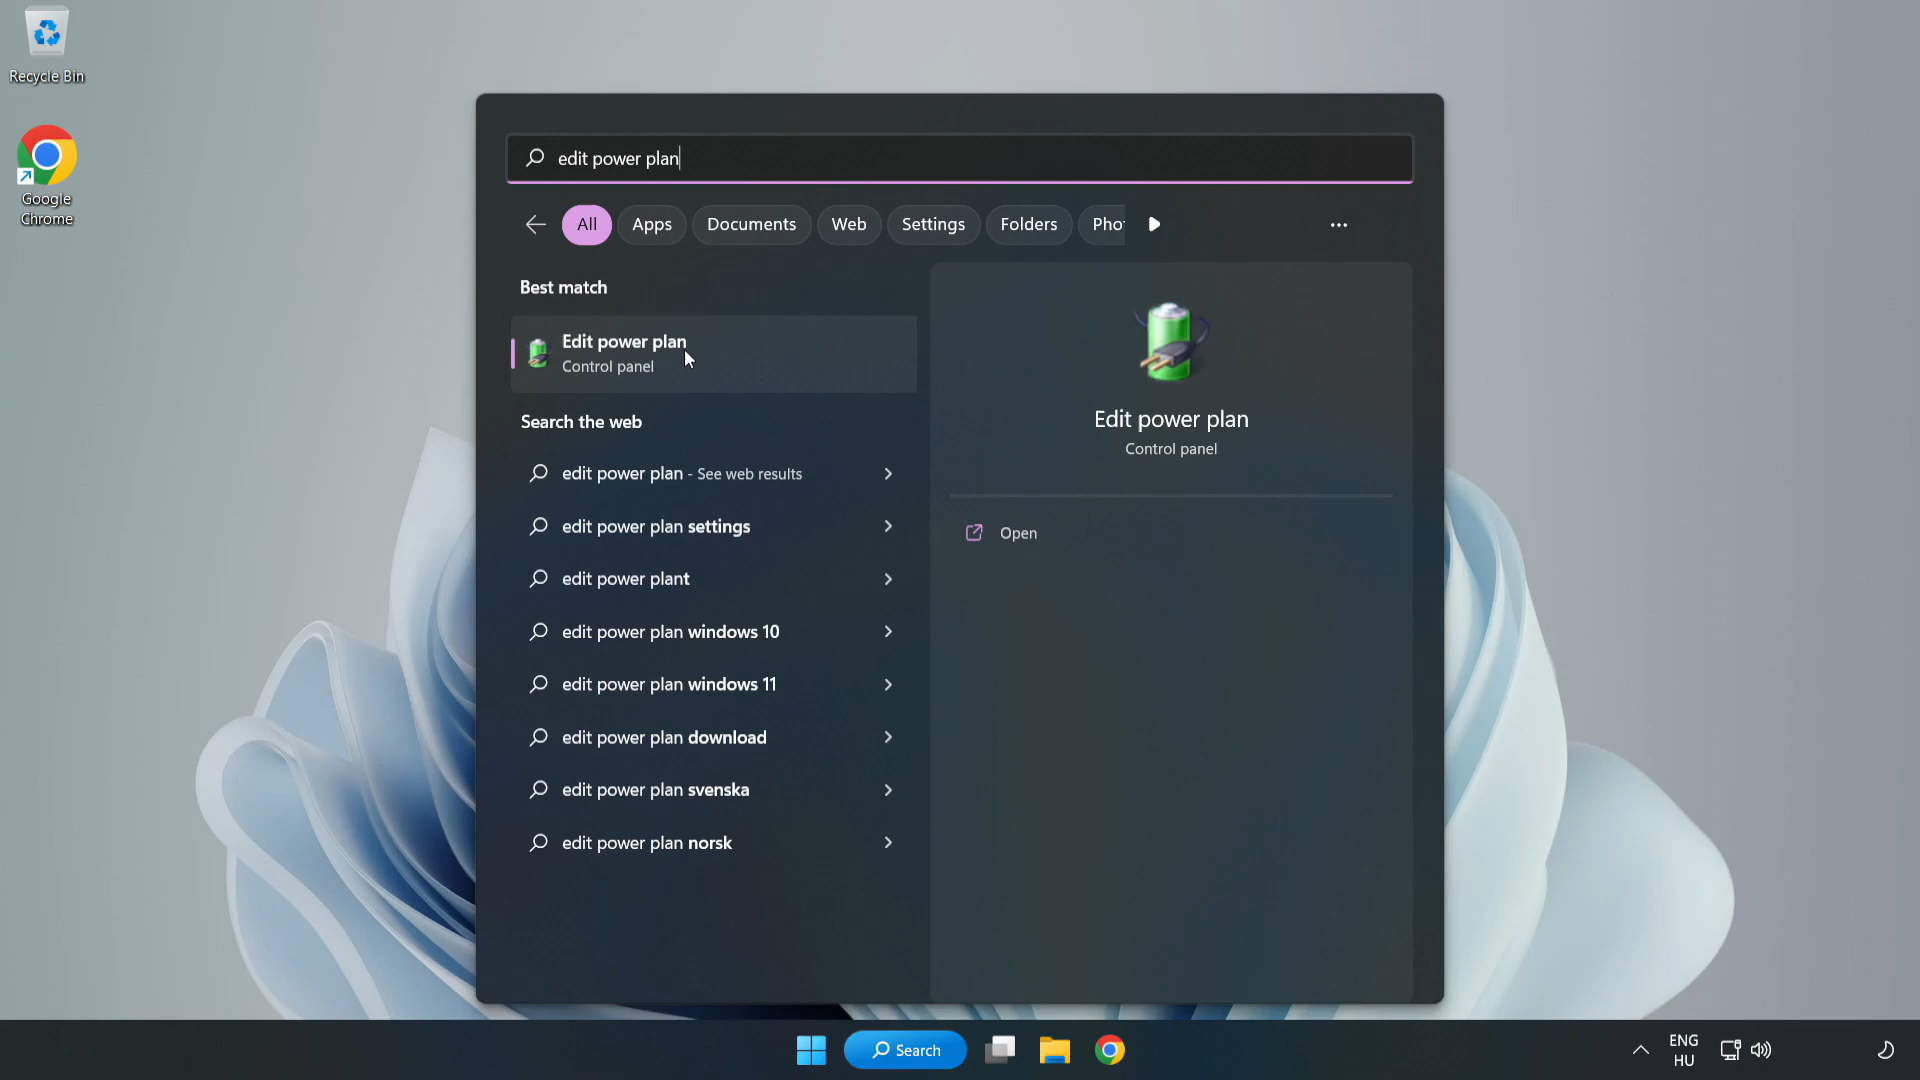 Recycle Bin
Google
Chrome
edit power plan
All Apps Documents Web Settings Folders Pho
Best match
Edit power plan
Control panel
Search the web
edit power plan - See web results
edit power plan settings
edit power plant
edit power plan windows 10
edit power plan windows 11
edit power plan download
edit power plan svenska
edit power plan norsk
Edit power plan
Control panel
Open
Search
ENG
HU